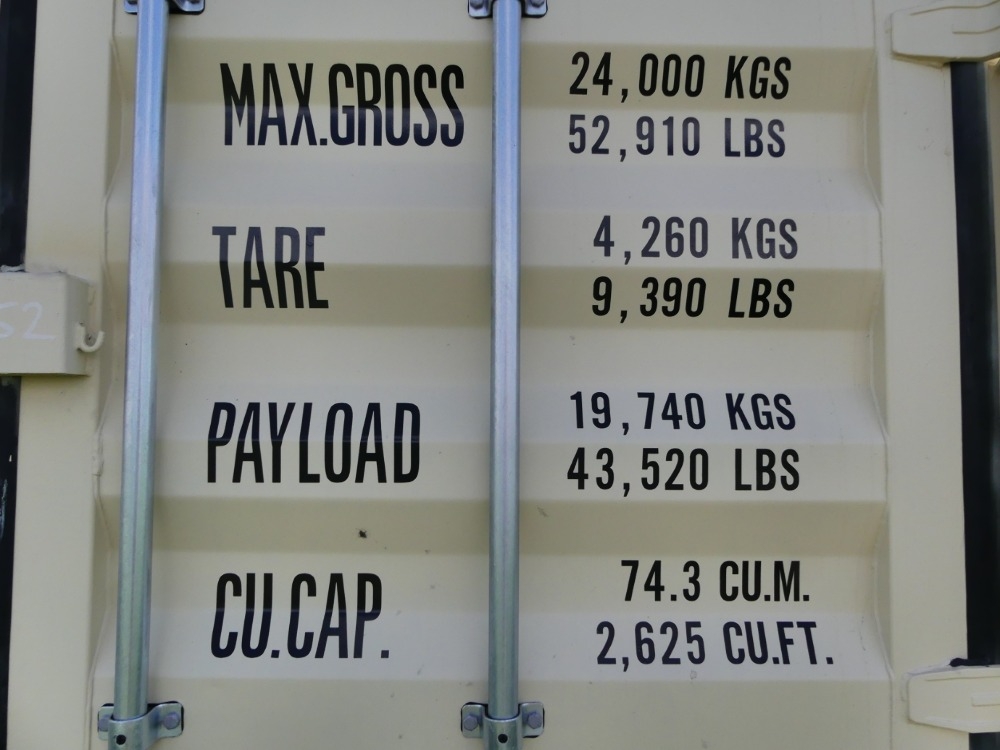 MAX.GROSS 24,000 KGS
52,910 LBS
TARE 4,260 KGS
9,390 LBS
PAYLOAD 19,740 KGS
43,520 LBS
CU.CAP. 74.3 CU.M.
2,625 CU.FT.
52